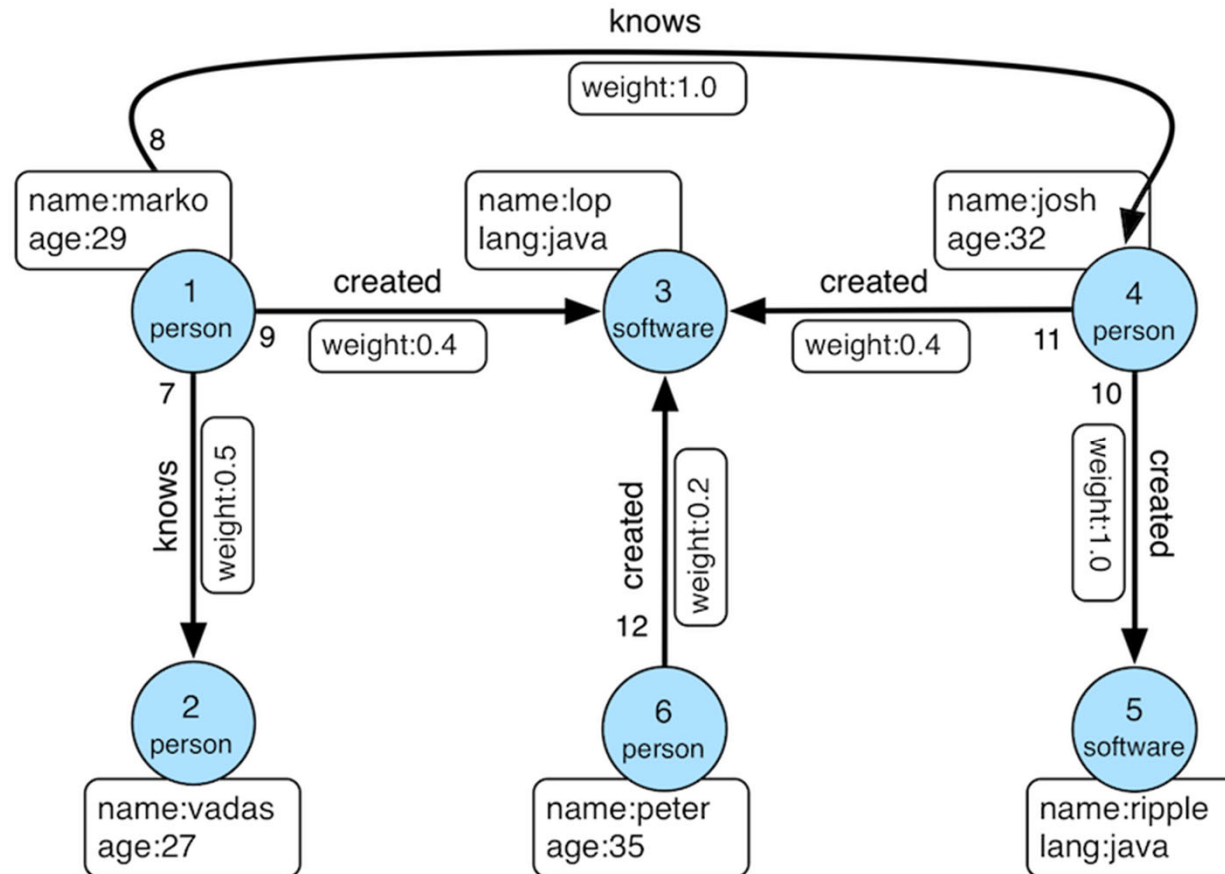 knows
weight:1.0
8
name:marko
age:29
name:lop
lang:java
name:josh
age:32
1
person
created
3
software
created
4
person
9
weight:0.4
weight:0.4
11
7
10
knows
weight:0.5
created
weight:0.2
weight:1.0
created
12
2
person
6
person
5
software
name:vadas
age:27
name:peter
age:35
name:ripple
lang:java